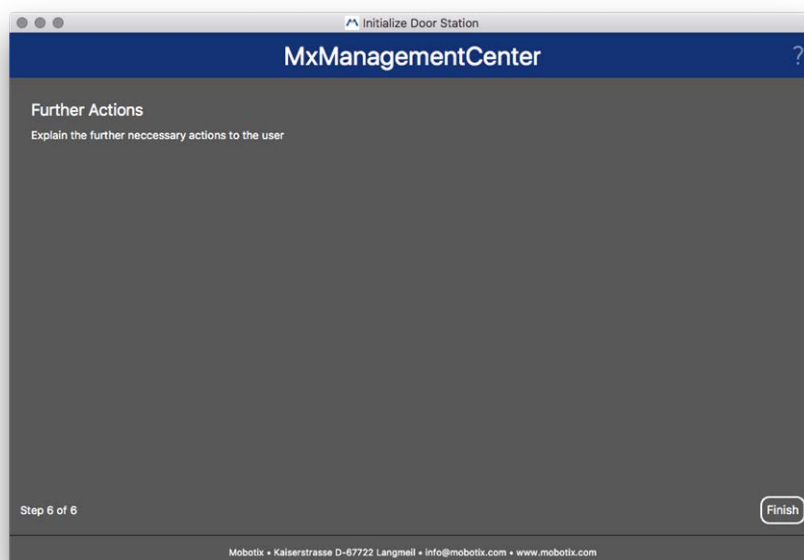 Initialize Door Station
MxManagementCenter
?
Further Actions
Explain the further neccessary actions to the user
Step 6 of 6
Finish
Mobotix • Kaiserstrasse D-67722 Langmeil • info@mobotix.com • www.mobotix.com